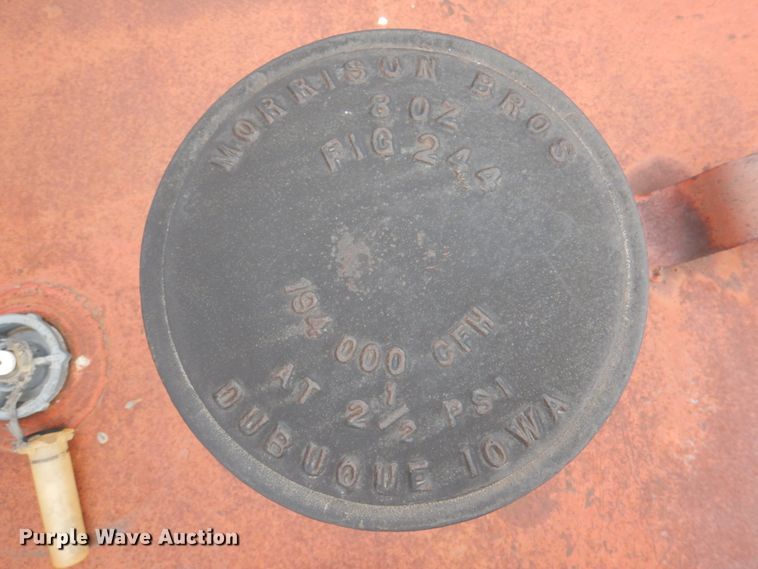 MORRISON BROS
8 OZ
FIG 244
194 000 CFH
AT 2 1/2 PSI
DUBUQUE IOWA
Purple Wave Auction